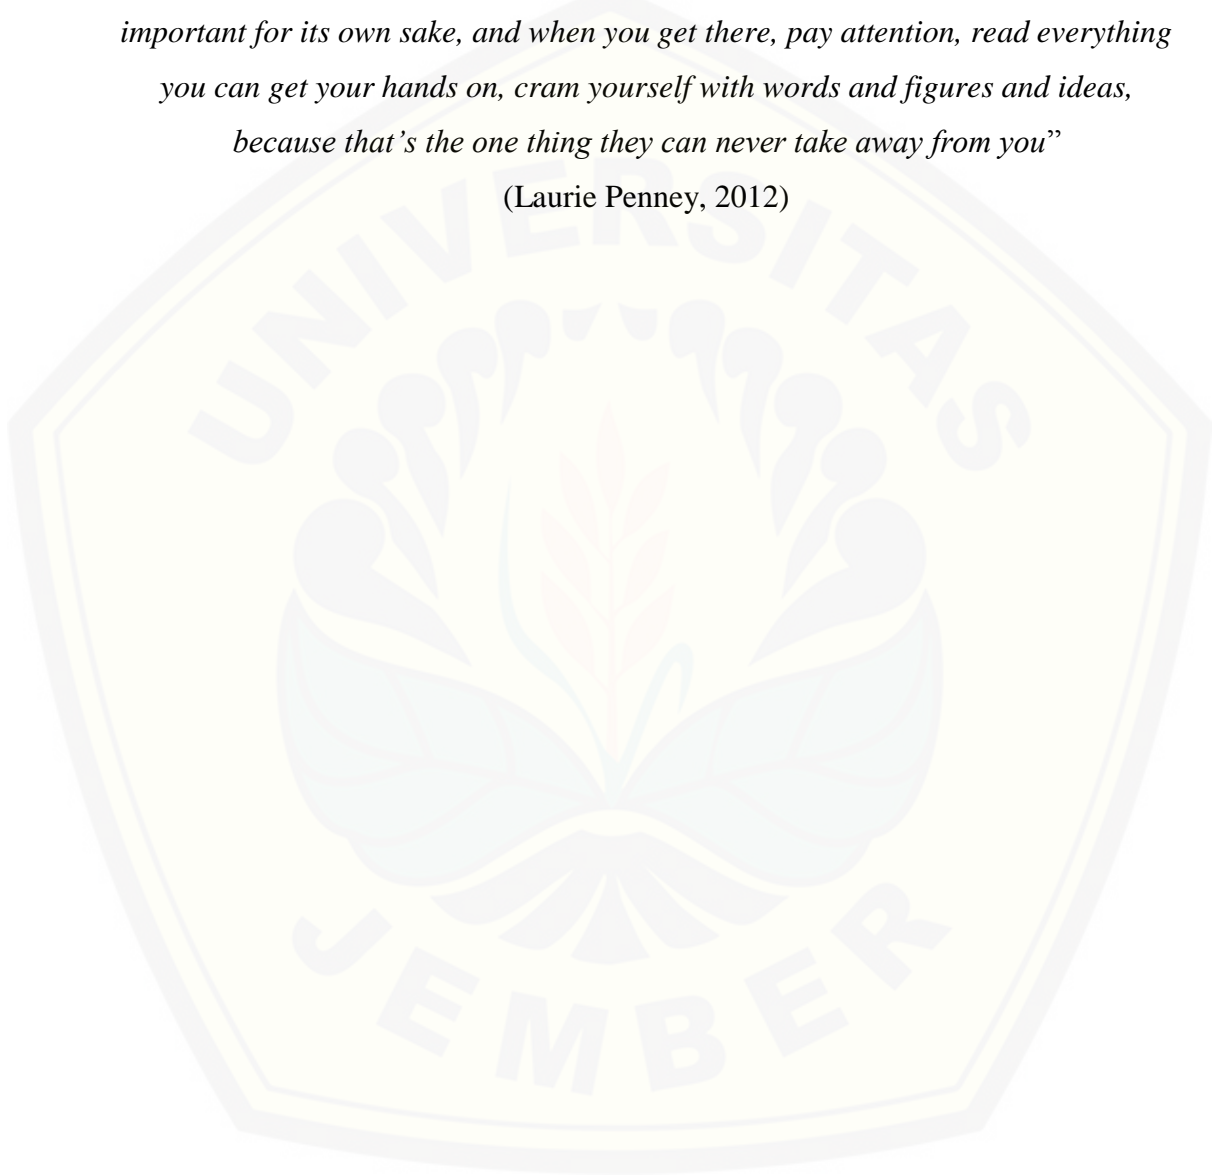 important for its own sake, and when you get there, pay attention, read everything
you can get your hands on, cram yourself with words and figures and ideas,
because that’s the one thing they can never take away from you”
(Laurie Penney, 2012)
UNIVERSITAS
JEMBER